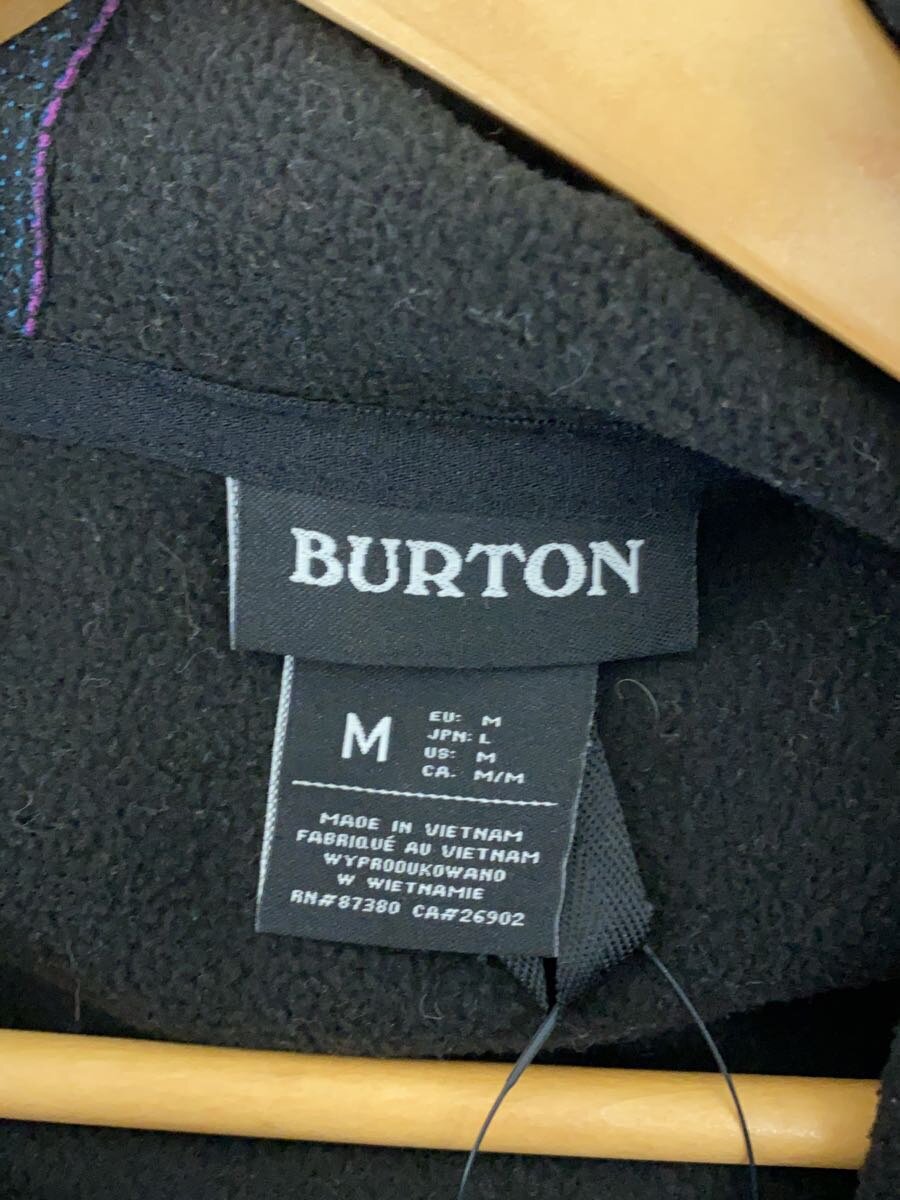 BURTON
M
EU: M
JPN: L
US: M
CA. M/M
MADE IN VIETNAM
FABRIQUÉ AU VIETNAM
WYPRODUKOWANO
W WIETNAMIE
RN#87380 CA#26902